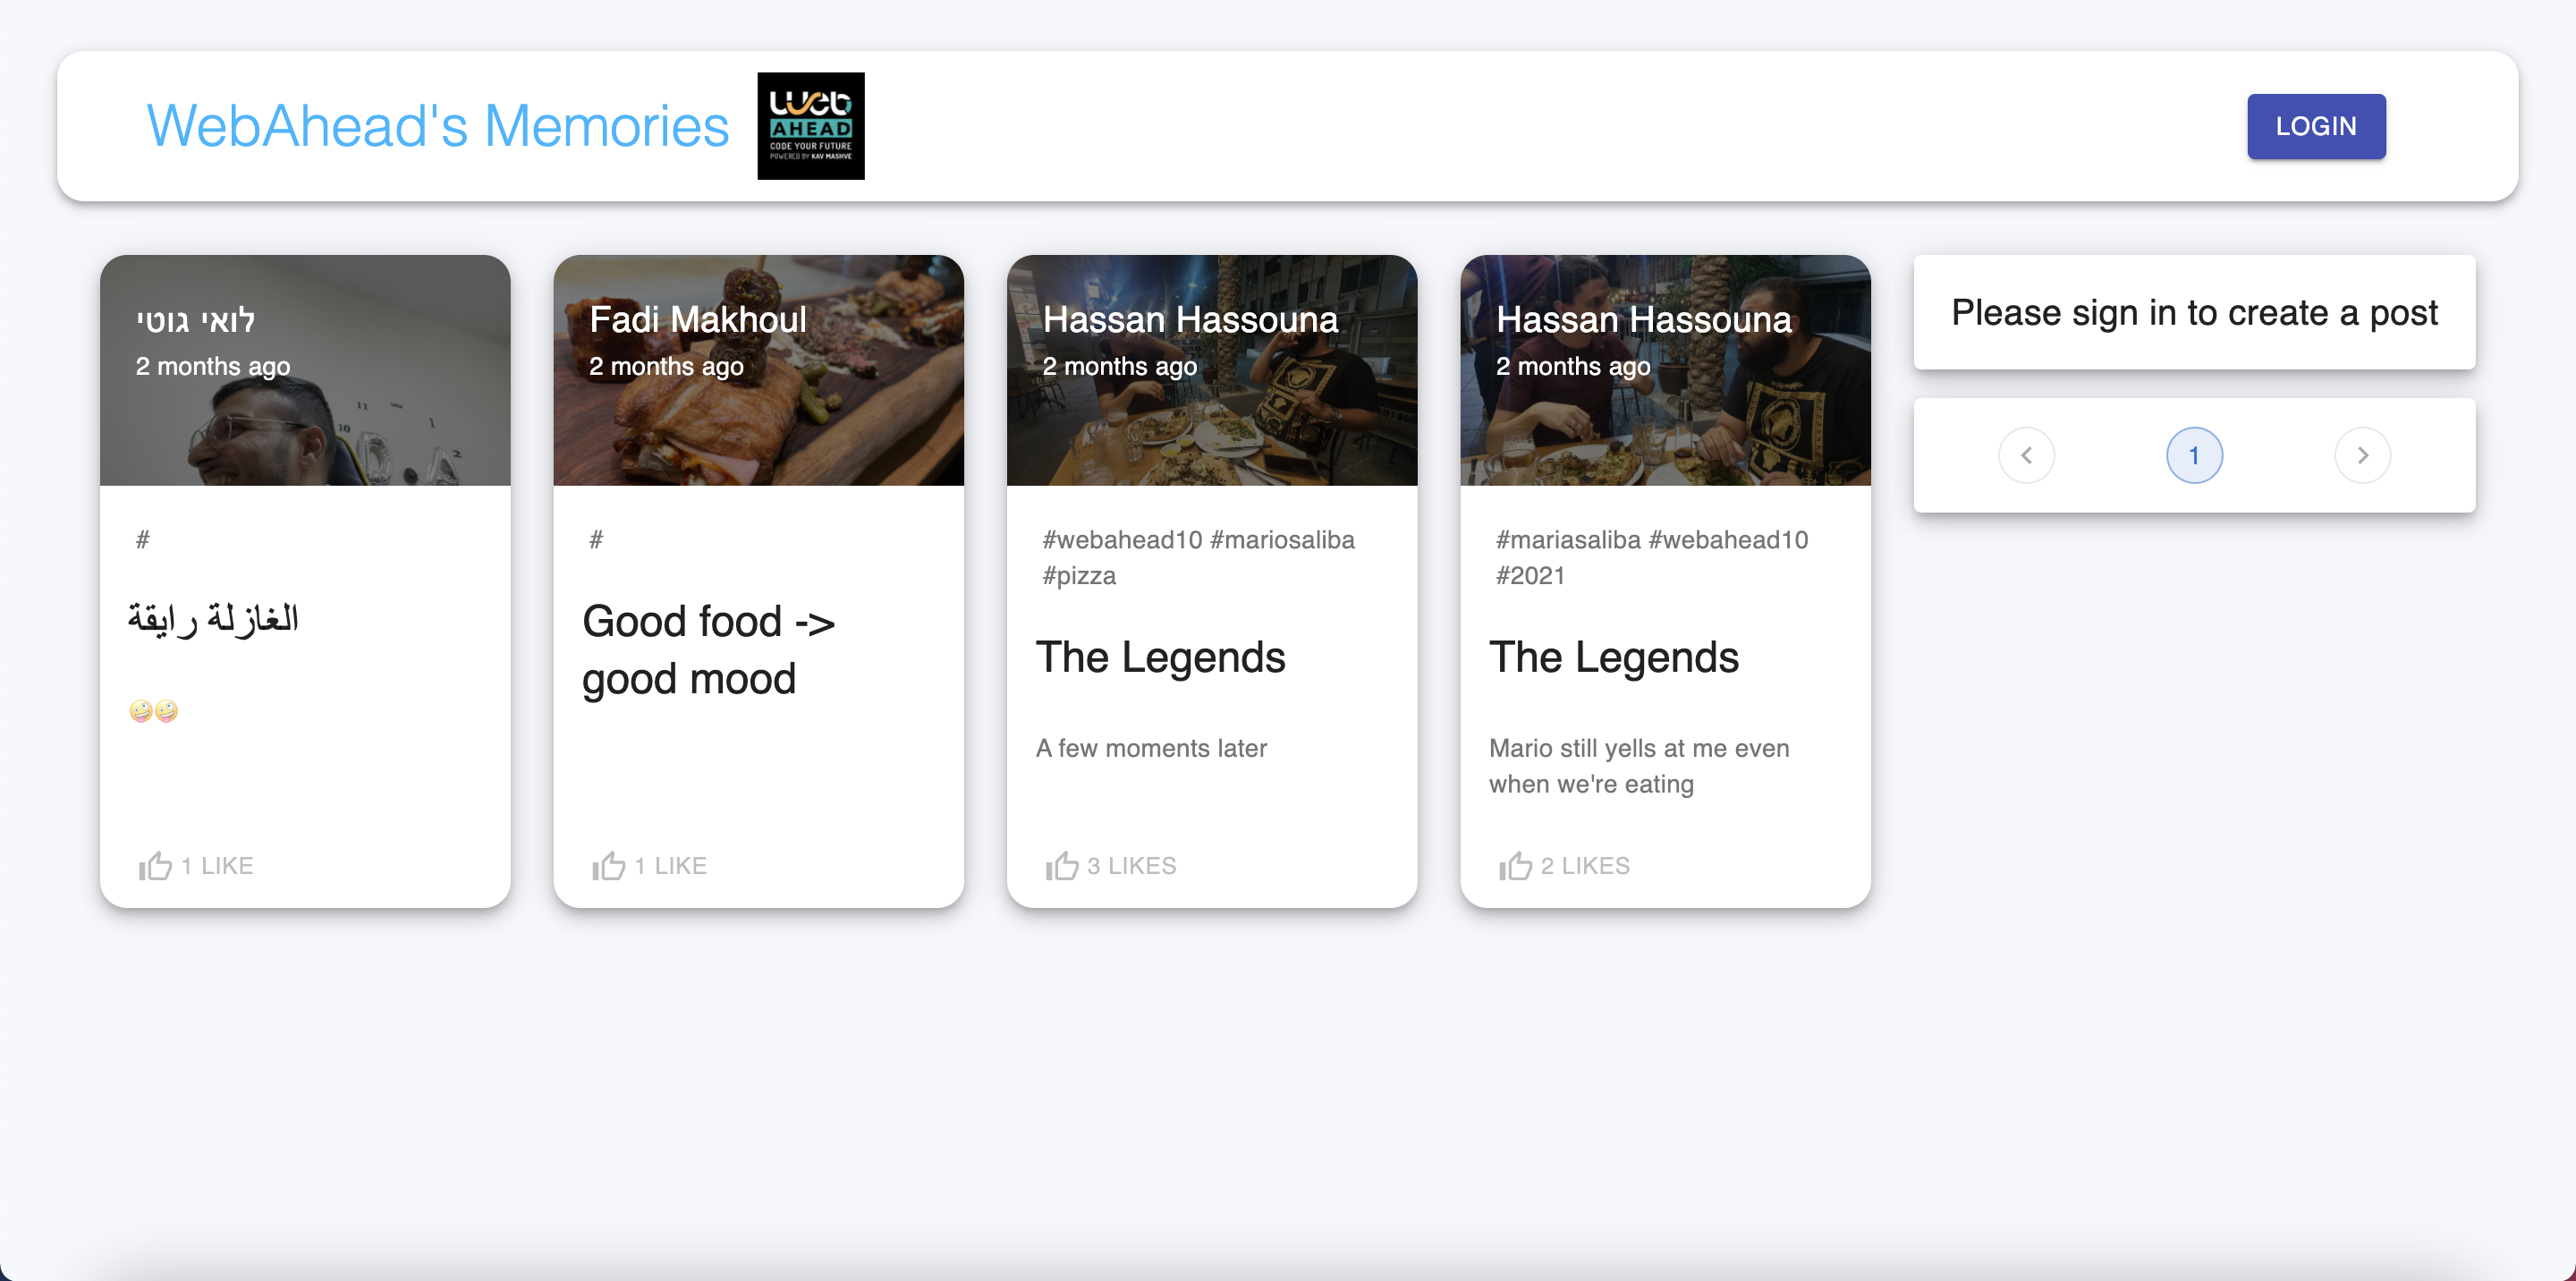 WebAhead's Memories
web
AHEAD
CODE YOUR FUTURE
POWERED BY KAV MASHVE
LOGIN
לואי גוטי
2 months ago
#
الغازلة رايقة
🤪🤪
1 LIKE
Fadi Makhoul
2 months ago
#
Good food ->
good mood
1 LIKE
Hassan Hassouna
2 months ago
#webahead10 #mariosaliba
#pizza
The Legends
A few moments later
3 LIKES
Hassan Hassouna
2 months ago
#mariasaliba #webahead10
#2021
The Legends
Mario still yells at me even
when we're eating
2 LIKES
Please sign in to create a post
1
11
10
1
2